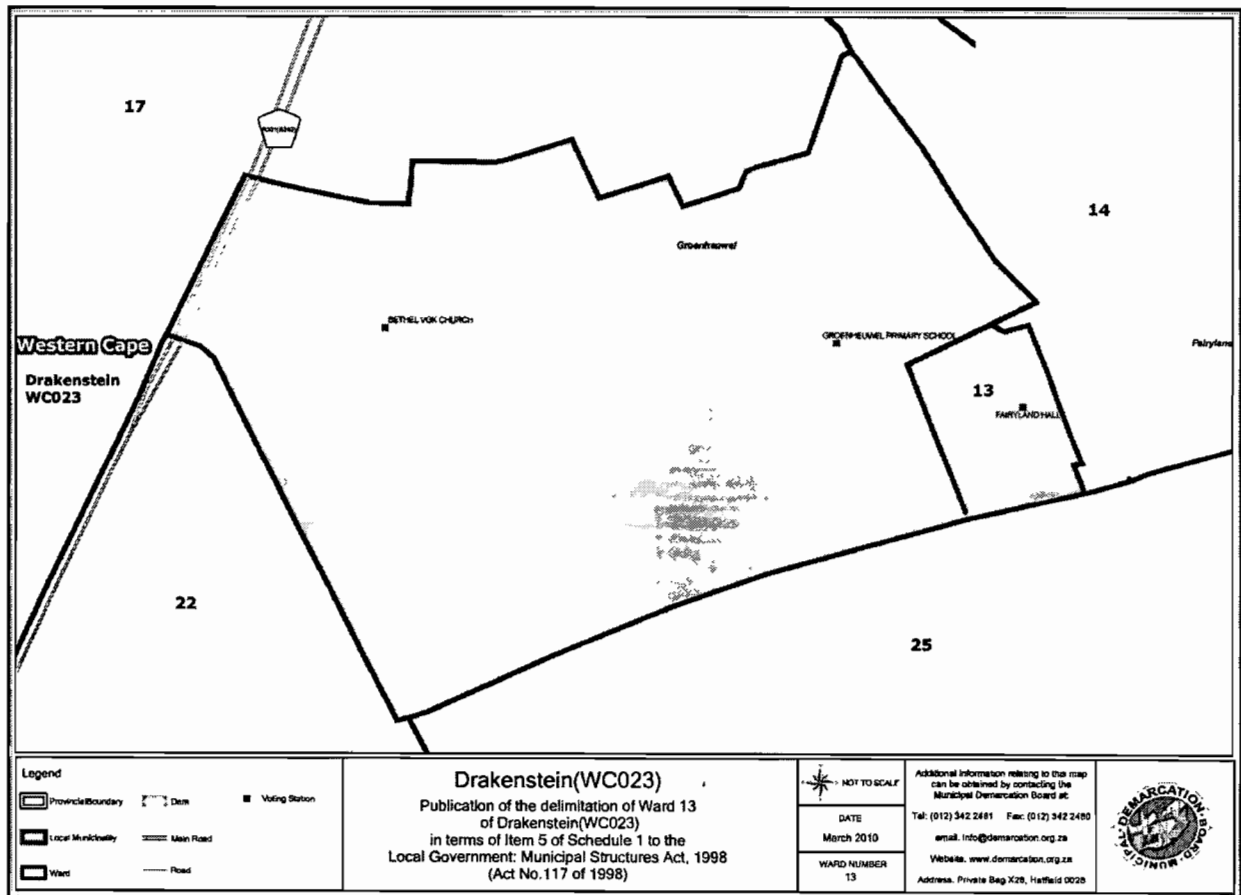 17
14
Groenheuwel
BETHEL VGK CHURCH
GROENHEUWEL PRIMARY SCHOOL
Western Cape
Drakenstein
WC023
13
FAIRYLAND HALL
22
25
Legend
Provincial Boundary
Dam
Voting Station
Local Municipality
Main Road
Ward
Road
Drakenstein(WC023)
Publication of the delimitation of Ward 13
of Drakenstein(WC023)
in terms of Item 5 of Schedule 1 to the
Local Government: Municipal Structures Act, 1998
(Act No.117 of 1998)
NOT TO SCALE
DATE
March 2010
WARD NUMBER
13
Additional information relating to this map
can be obtained by contacting the
Municipal Demarcation Board at:
Tel: (012) 342 2481 Fax: (012) 342 2480
email. info@demarcation.org.za
Website. www.demarcation.org.za
Address. Private Bag X28, Hatfield 0028
MUNICIPAL DEMARCATION BOARD